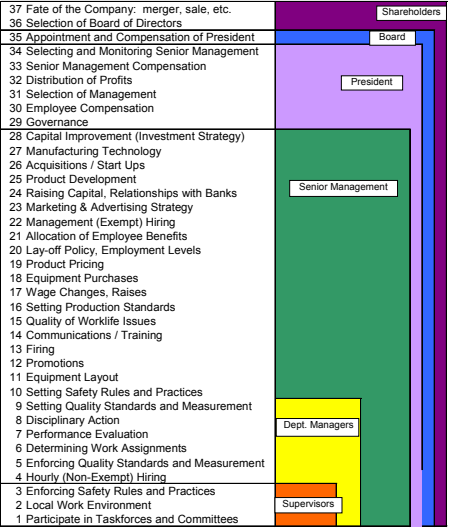 37 Fate of the Company: merger, sale, etc.
Shareholders
36 Selection of Board of Directors
35 Appointment and Compensation of President
Board
34 Selecting and Monitoring Senior Management
33 Senior Management Compensation
32 Distribution of Profits
President
31 Selection of Management
30 Employee Compensation
29 Governance
28 Capital Improvement (Investment Strategy)
27 Manufacturing Technology
26 Acquisitions / Start Ups
25 Product Development
Senior Management
24 Raising Capital, Relationships with Banks
23 Marketing & Advertising Strategy
22 Management (Exempt) Hiring
21 Allocation of Employee Benefits
20 Lay-off Policy, Employment Levels
19 Product Pricing
18 Equipment Purchases
17 Wage Changes, Raises
16 Setting Production Standards
15 Quality of Worklife Issues
14 Communications / Training
13 Firing
12 Promotions
11 Equipment Layout
10 Setting Safety Rules and Practices
9 Setting Quality Standards and Measurement
8 Disciplinary Action
Dept. Managers
7 Performance Evaluation
6 Determining Work Assignments
5 Enforcing Quality Standards and Measurement
4 Hourly (Non-Exempt) Hiring
3 Enforcing Safety Rules and Practices
2 Local Work Environment
Supervisors
1 Participate in Taskforces and Committees